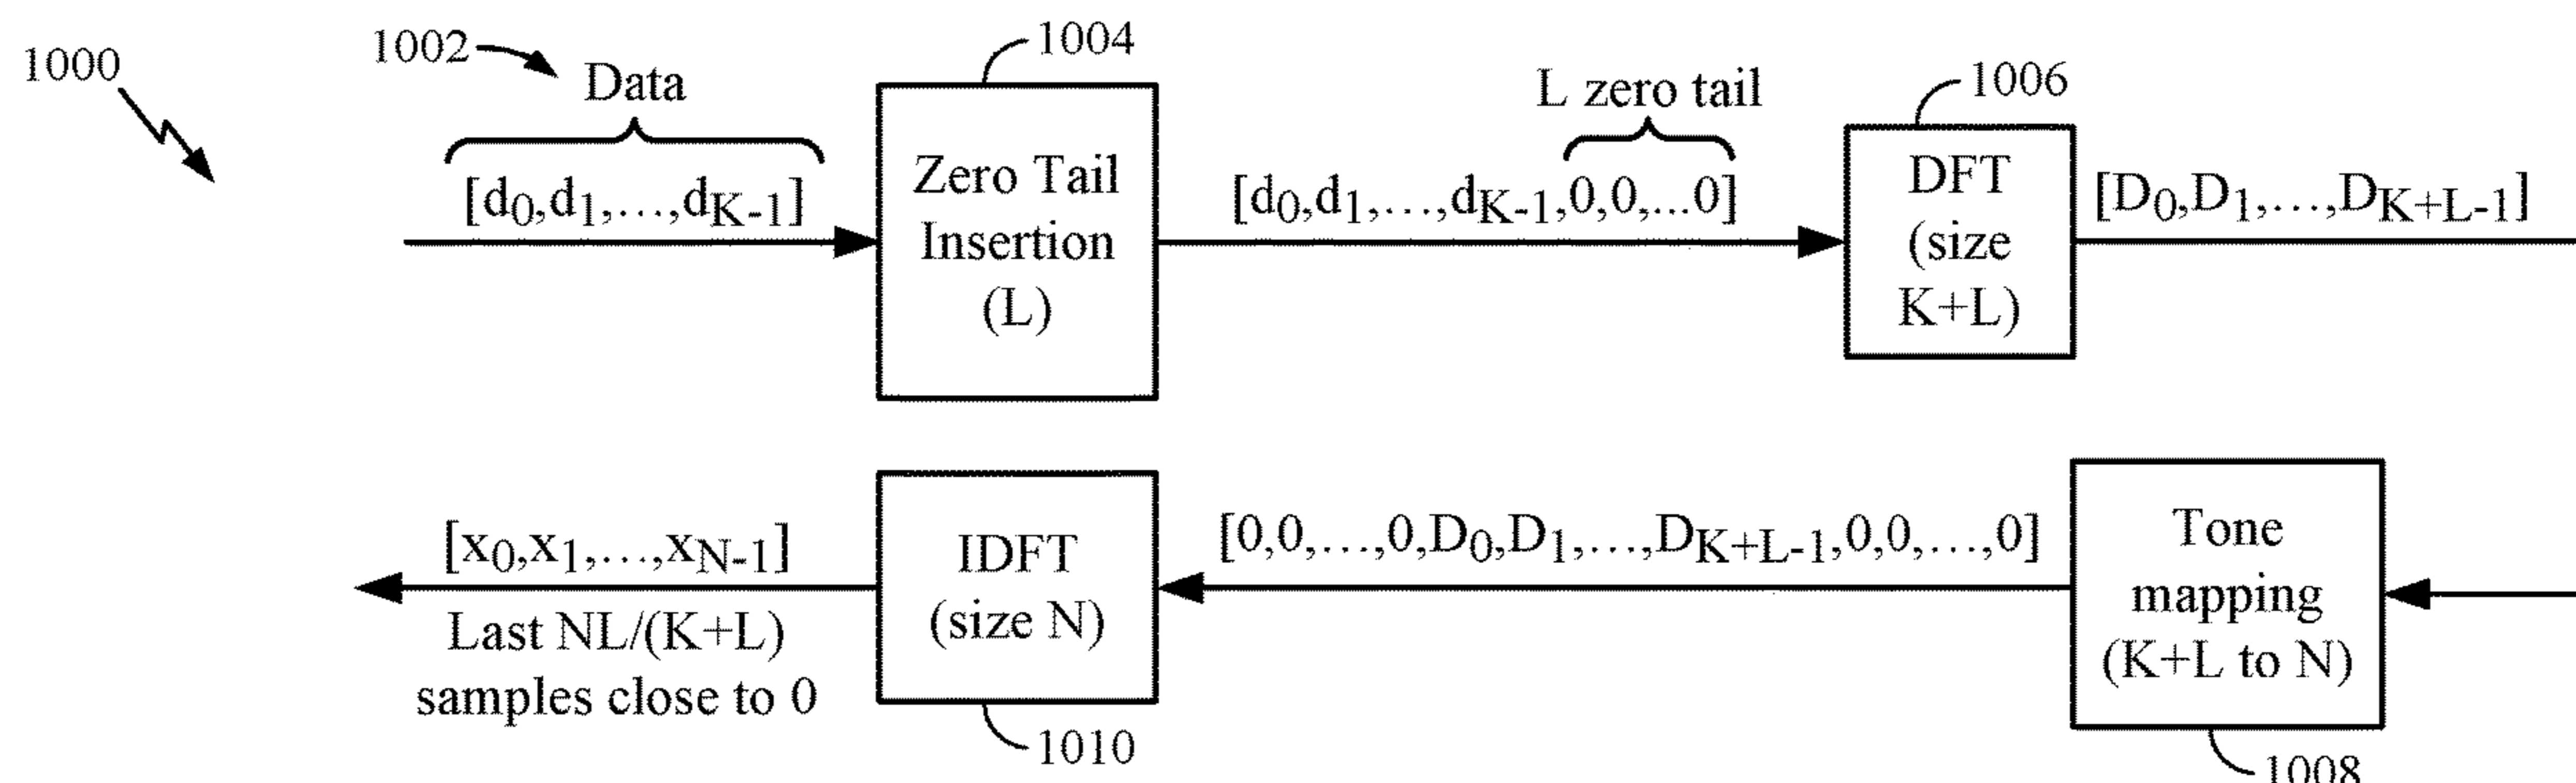 1000
1002
Data
[d0,d1,...,dK-1]
1004
Zero Tail
Insertion
(L)
L zero tail
[d0,d1,...,dK-1,0,0,...0]
1006
DFT
(size
K+L)
[D0,D1,...,DK+L-1]
[x0,x1,...,xN-1]
Last NL/(K+L)
samples close to 0
IDFT
(size N)
1010
[0,0,...,0,D0,D1,...,DK+L-1,0,0,...,0]
Tone
mapping
(K+L to N)
1008